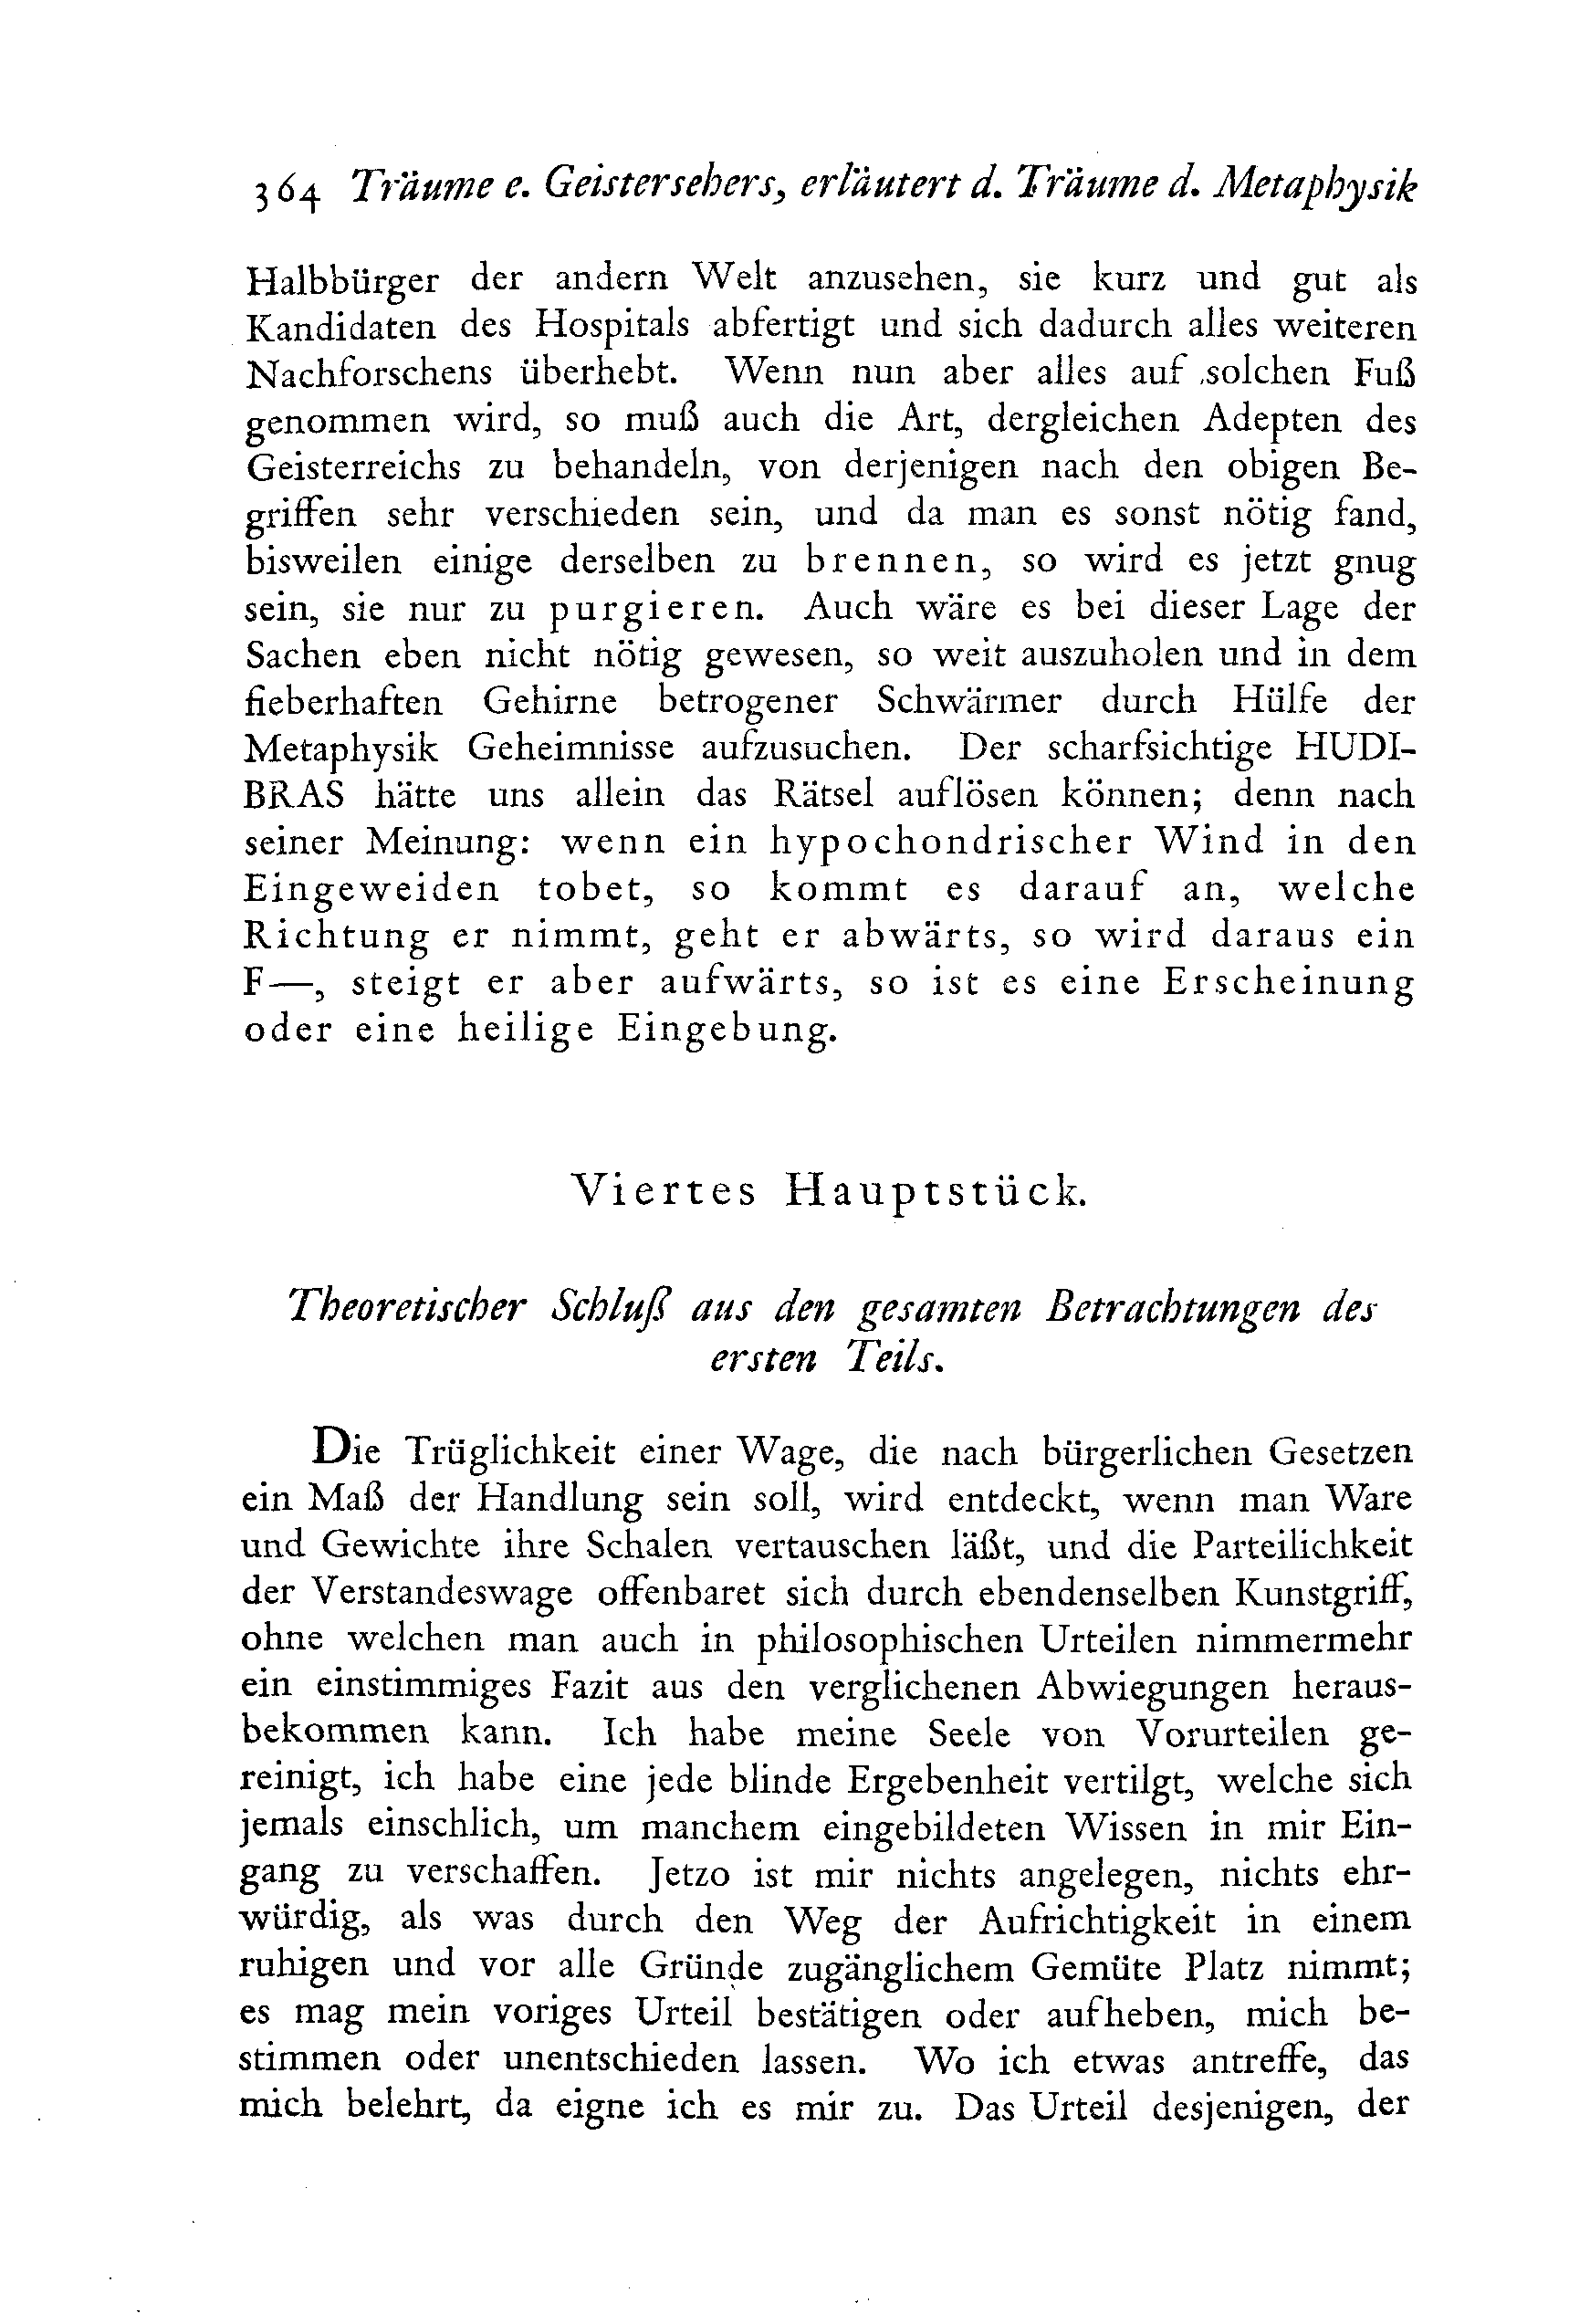 364 Träume e. Geistersehers, erläutert d. Träume d. Metaphysik
Halbbürger der andern Welt anzusehen, sie kurz und gut als
Kandidaten des Hospitals abfertigt und sich dadurch alles weiteren
Nachforschens überhebt. Wenn nun aber alles auf solchen Fuß
genommen wird, so muß auch die Art, dergleichen Adepten des
Geisterreichs zu behandeln, von derjenigen nach den obigen Be-
griffen sehr verschieden sein, und da man es sonst nötig fand,
bisweilen einige derselben zu brennen, so wird es jetzt gnug
sein, sie nur zu purgieren. Auch wäre es bei dieser Lage der
Sachen eben nicht nötig gewesen, so weit auszuholen und in dem
fieberhaften Gehirne betrogener Schwärmer durch Hülfe der
Metaphysik Geheimnisse aufzusuchen. Der scharfsichtige HUDI-
BRAS hätte uns allein das Rätsel auflösen können; denn nach
seiner Meinung: wenn ein hypochondrischer Wind in den
Eingeweiden tobet, so kommt es darauf an, welche
Richtung er nimmt, geht er abwärts, so wird daraus ein
F—, steigt er aber aufwärts, so ist es eine Erscheinung
oder eine heilige Eingebung.
Viertes Hauptstück.
Theoretischer Schluß aus den gesamten Betrachtungen des
ersten Teils.
Die Trüglichkeit einer Wage, die nach bürgerlichen Gesetzen
ein Maß der Handlung sein soll, wird entdeckt, wenn man Ware
und Gewichte ihre Schalen vertauschen läßt, und die Parteilichkeit
der Verstandeswage offenbaret sich durch ebendenselben Kunstgriff,
ohne welchen man auch in philosophischen Urteilen nimmermehr
ein einstimmiges Fazit aus den verglichenen Abwiegungen heraus-
bekommen kann. Ich habe meine Seele von Vorurteilen ge-
reinigt, ich habe eine jede blinde Ergebenheit vertilgt, welche sich
jemals einschlich, um manchem eingebildeten Wissen in mir Ein-
gang zu verschaffen. Jetzo ist mir nichts angelegen, nichts ehr-
würdig, als was durch den Weg der Aufrichtigkeit in einem
ruhigen und vor alle Gründe zugänglichem Gemüte Platz nimmt;
es mag mein voriges Urteil bestätigen oder aufheben, mich be-
stimmen oder unentschieden lassen. Wo ich etwas antreffe, das
mich belehrt, da eigne ich es mir zu. Das Urteil desjenigen, der